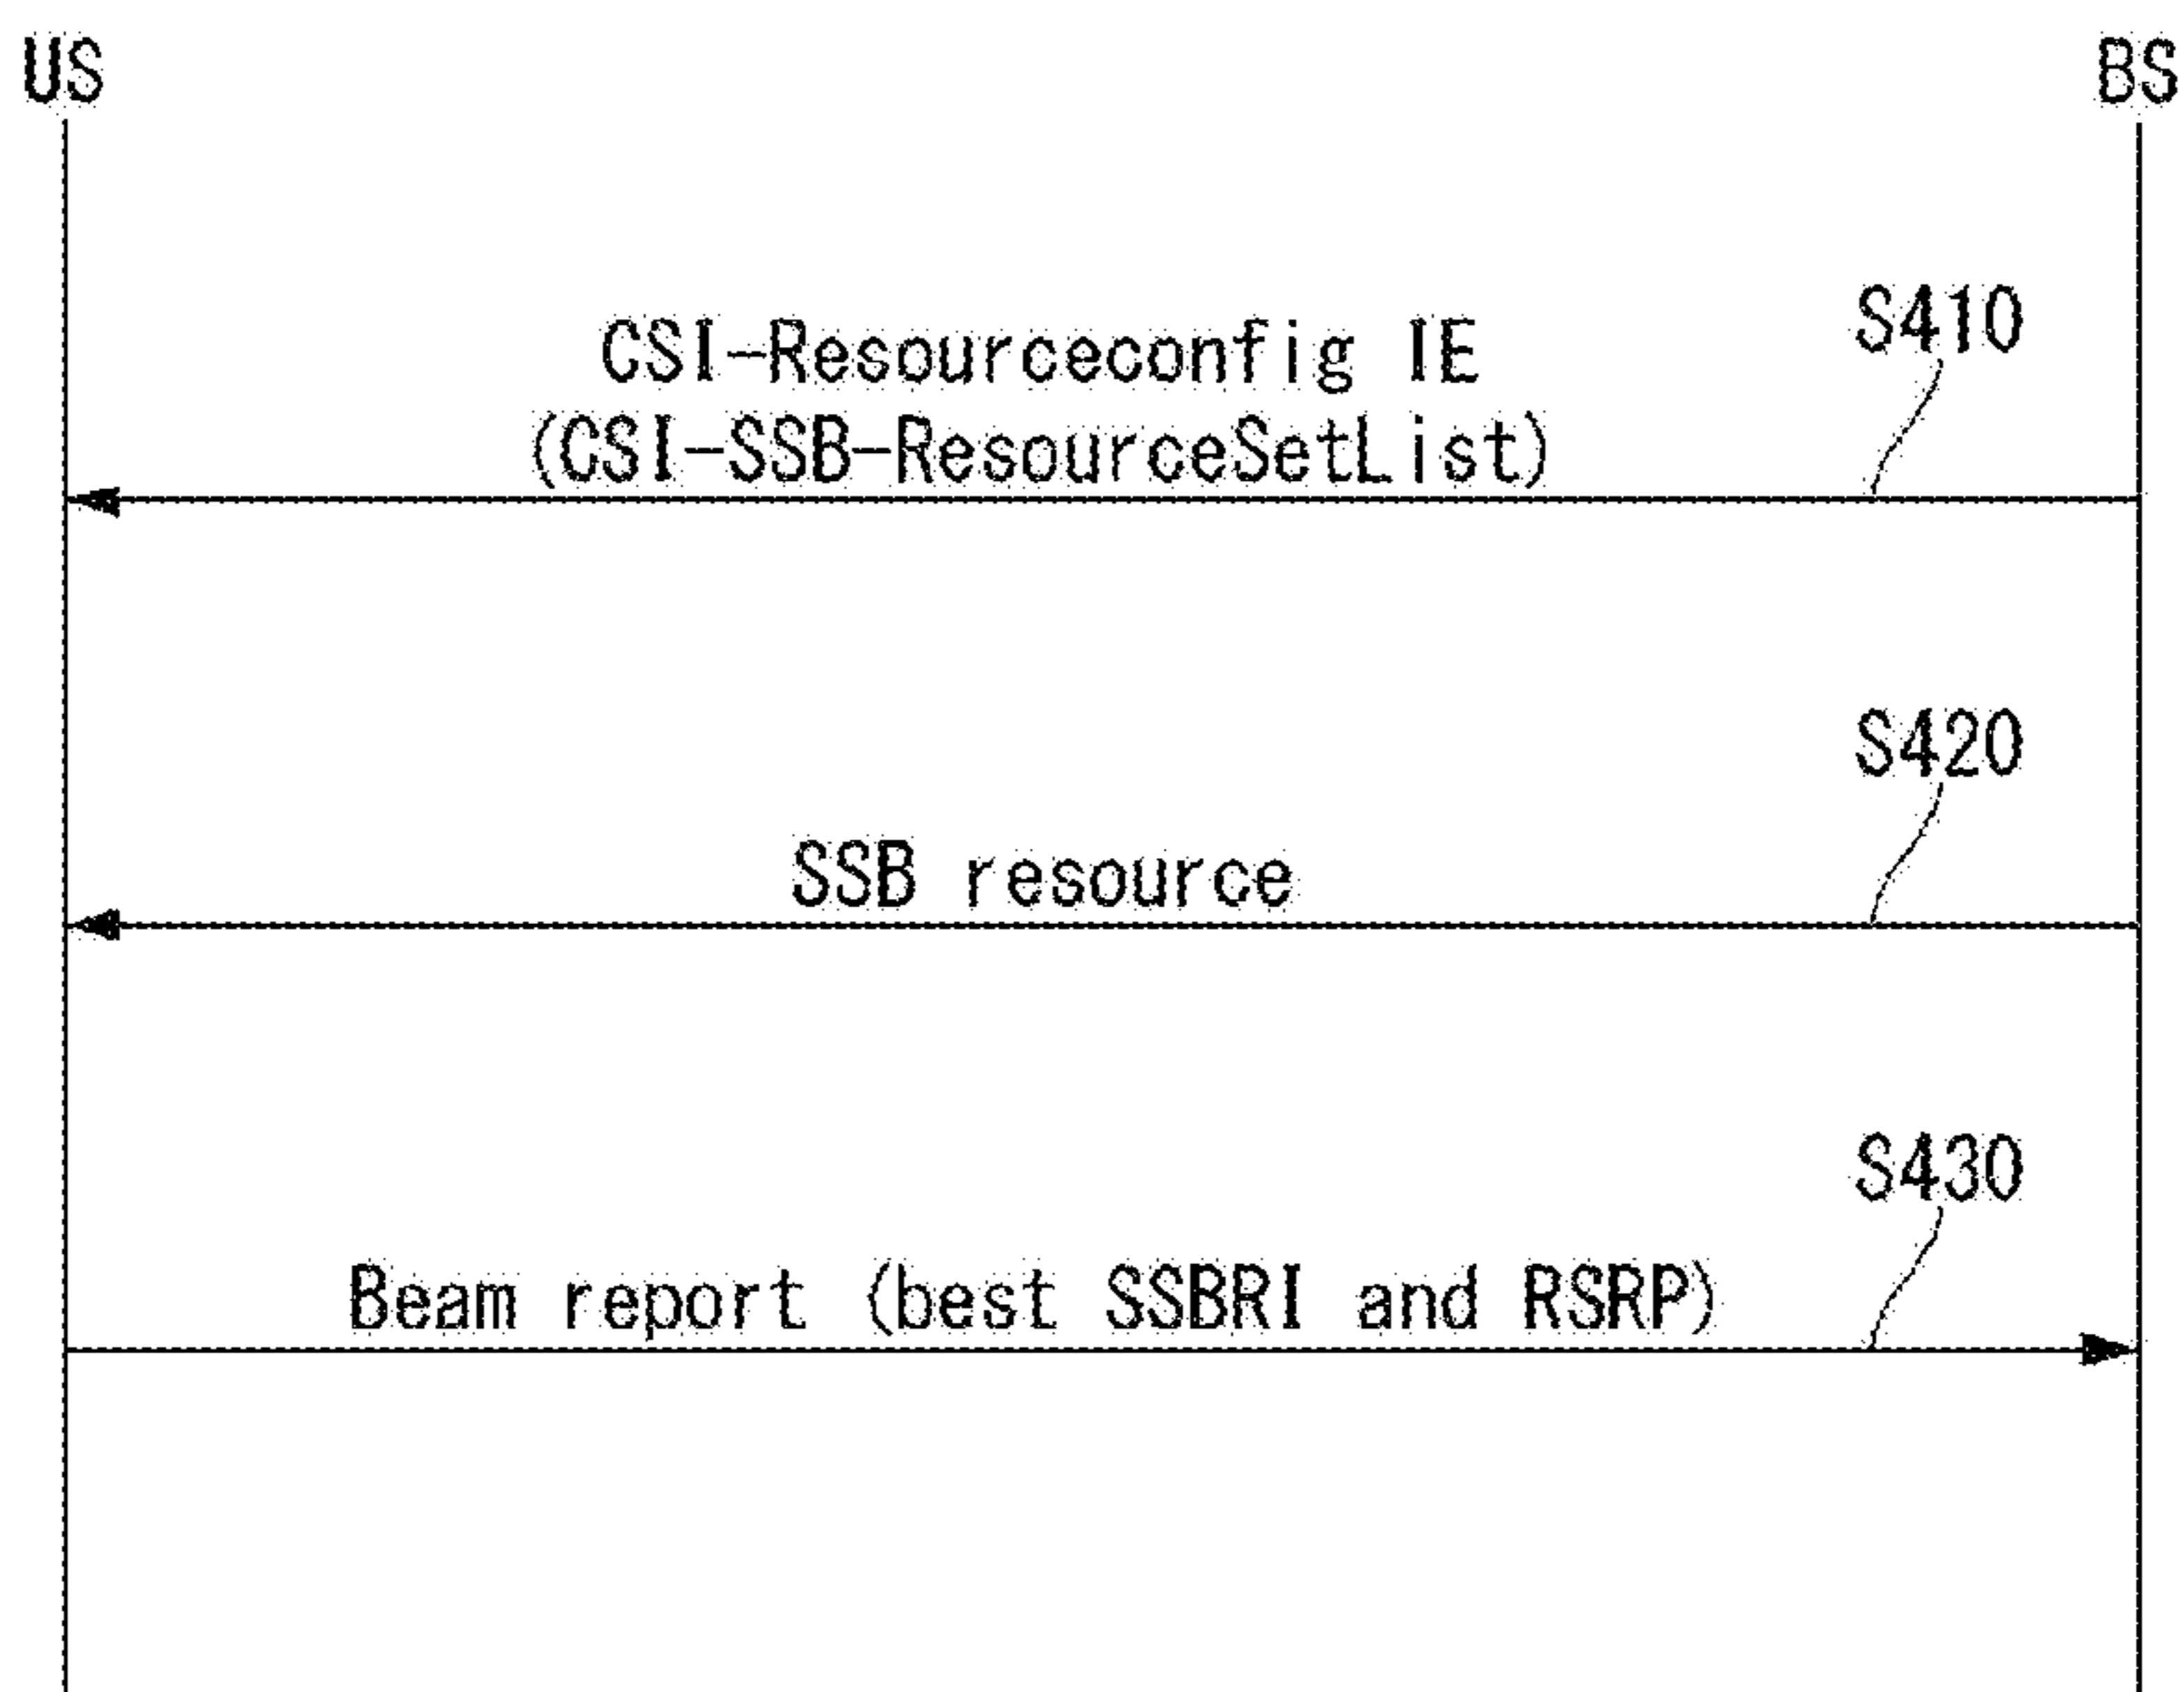 US
BS
S410
CSI-Resourceconfig IE
(CSI-SSB-ResourceSetList)
S420
SSB resource
S430
Beam report (best SSBRI and RSRP)